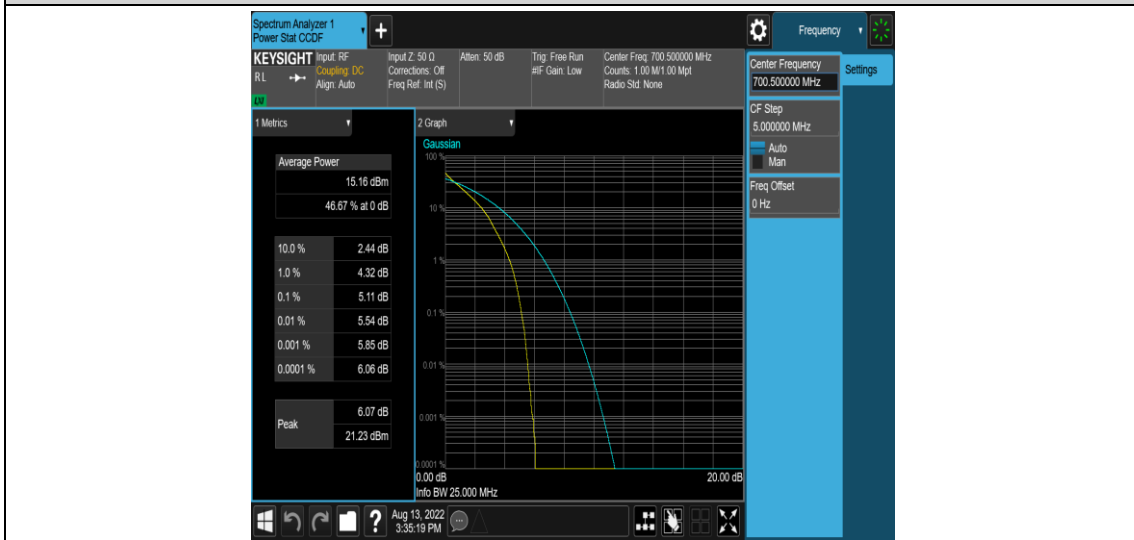 Spectrum Analyzer 1
Power Stat CCDF
+
Frequency
KEYSIGHT
RL
Input: RF
Coupling: DC
Align: Auto
Input Z: 50 Ω
Corrections: Off
Freq Ref: Int (S)
Atten: 50 dB
Trig: Free Run
#IF Gain: Low
Center Freq: 700.500000 MHz
Counts: 1.00 M/1.00 Mpt
Radio Std: None
Center Frequency
700.500000 MHz
Settings
CF Step
5.000000 MHz
Auto
Man
Freq Offset
0 Hz
1 Metrics
Average Power
15.16 dBm
46.67 % at 0 dB
10.0 % 2.44 dB
1.0 % 4.32 dB
0.1 % 5.11 dB
0.01 % 5.54 dB
0.001 % 5.85 dB
0.0001 % 6.06 dB
Peak
6.07 dB
21.23 dBm
2 Graph
Gaussian
100 %
10 %
1 %
0.1 %
0.01 %
0.001 %
0.0001 %
0.00 dB 20.00 dB
Info BW 25.000 MHz
?
Aug 13, 2022
3:35:19 PM